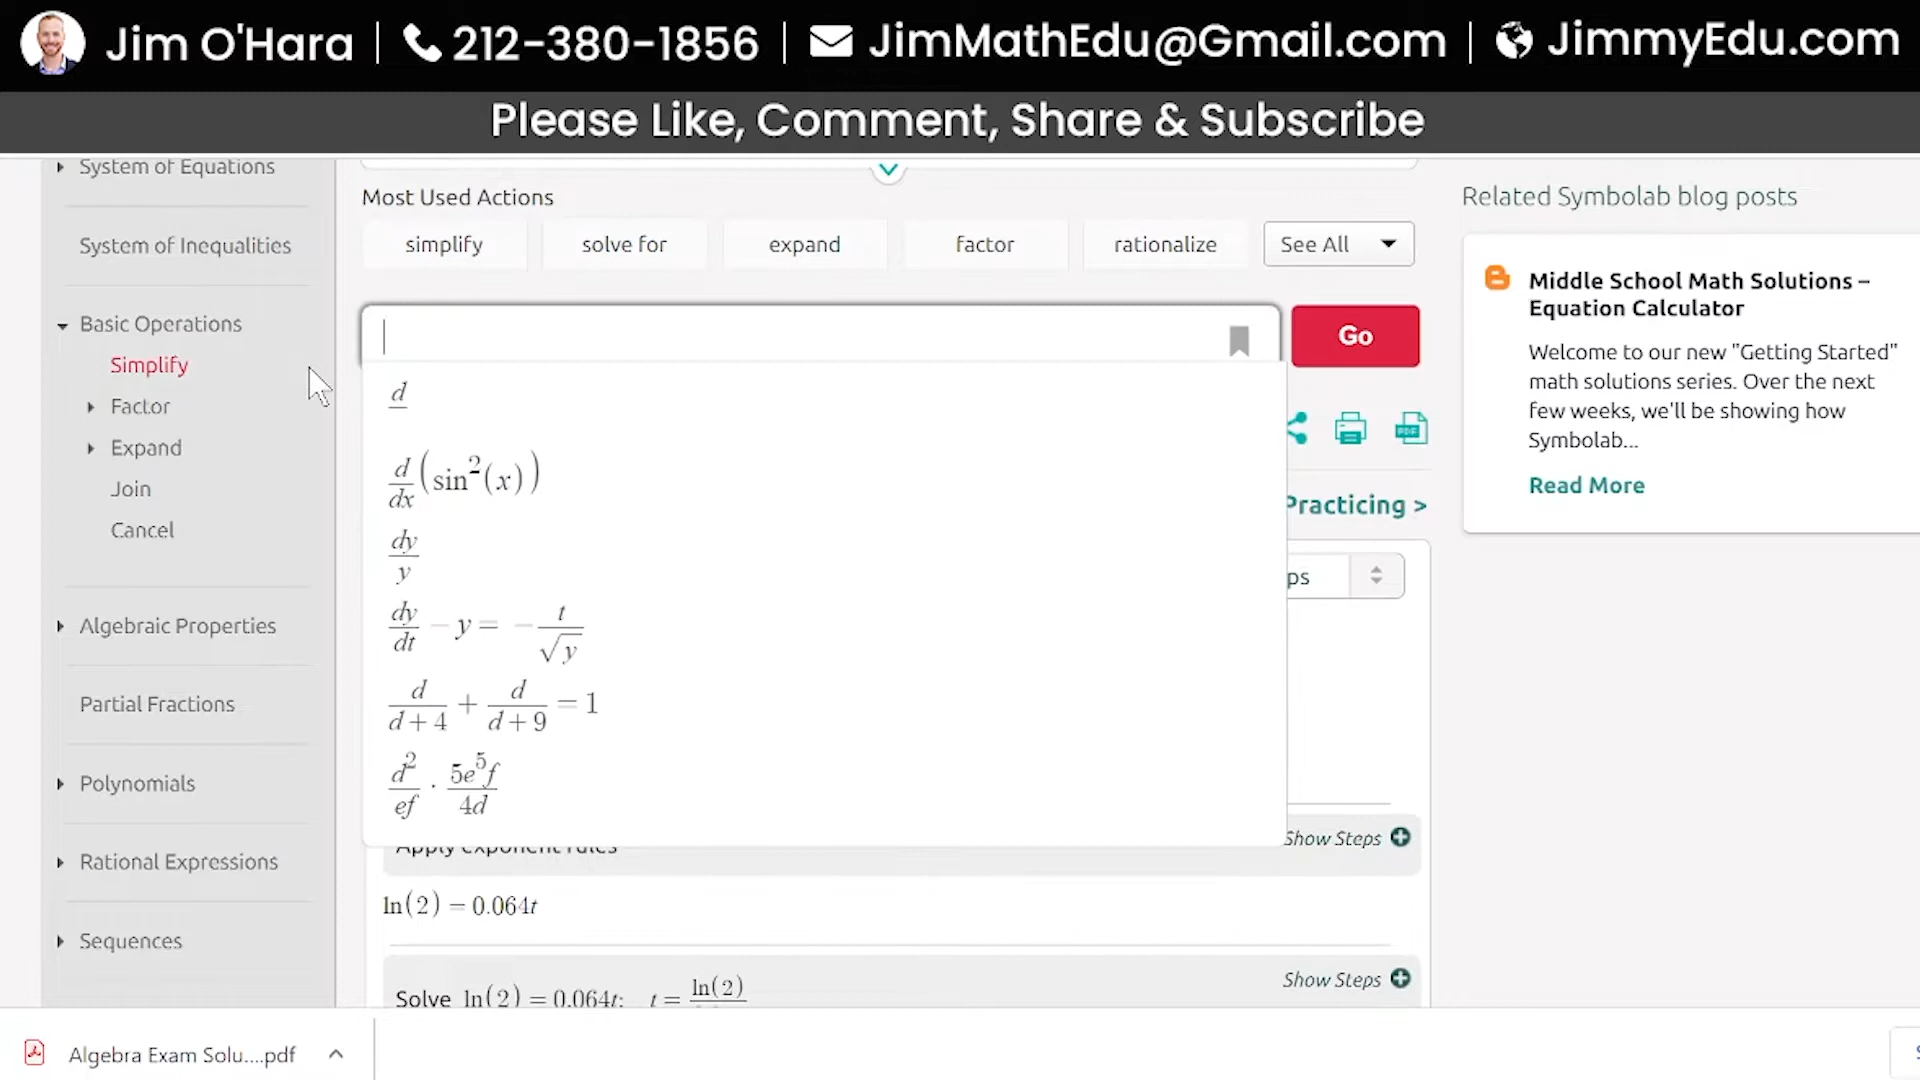 Jim O'Hara | 212-380-1856 | JimMathEdu@Gmail.com | JimmyEdu.com
Please Like, Comment, Share & Subscribe
System of Equations
System of Inequalities
Basic Operations
Simplify
Factor
Expand
Join
Cancel
Algebraic Properties
Partial Fractions
Polynomials
Rational Expressions
Sequences
Most Used Actions
simplify
solve for
expand
factor
rationalize
See All
Go
d
d/dx (sin²(x))
dy/y
dy/dt − y = − t/√y
d/(d+4) + d/(d+9) = 1
d²/ef · 5e⁵f/4d
PDF
Practicing >
ps
Apply exponent rules
Show Steps
ln(2) = 0.064t
Solve ln(2) = 0.064t: t = ln(2)
Show Steps
Related Symbolab blog posts
Middle School Math Solutions –
Equation Calculator
Welcome to our new "Getting Started"
math solutions series. Over the next
few weeks, we'll be showing how
Symbolab...
Read More
Algebra Exam Solu....pdf